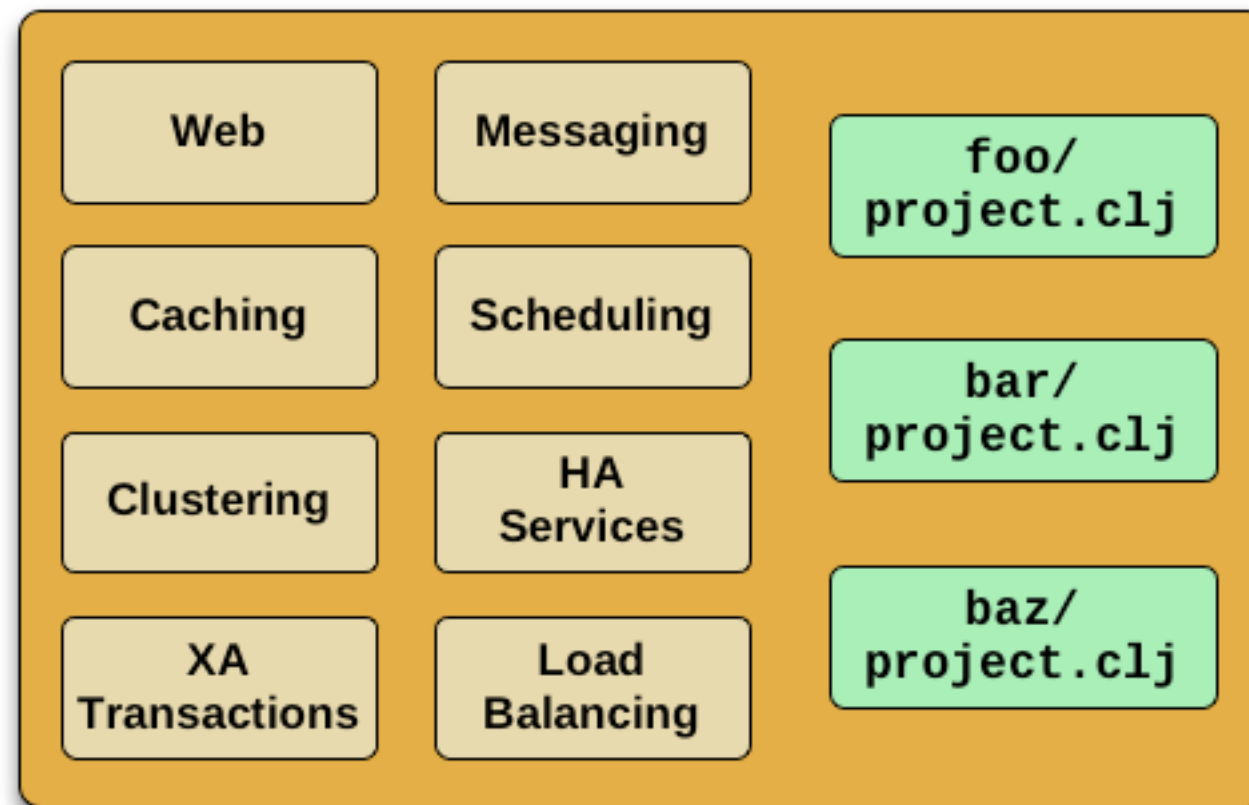 Web
Messaging
foo/
project.clj
Caching
Scheduling
bar/
project.clj
Clustering
HA
Services
baz/
project.clj
XA
Transactions
Load
Balancing